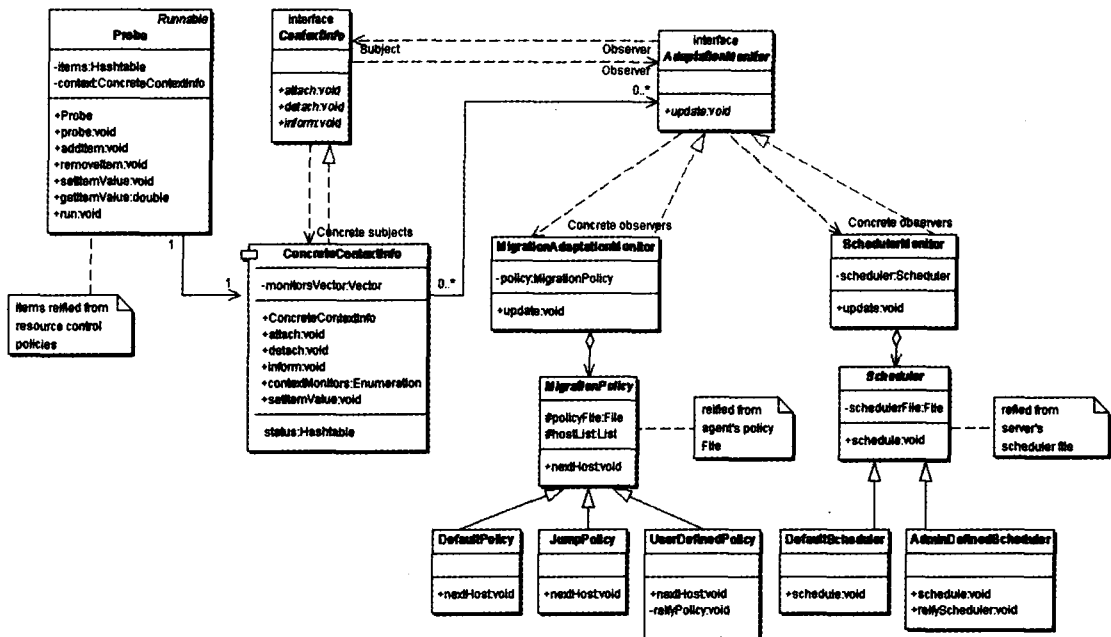 Runnable
Probe
-items:Hashtable
-context:ConcreteContextInfo
+Probe
+probe:void
+addItem:void
+removeItem:void
+setItemValue:void
+getItemValue:double
+run:void
interface
ContextInfo
+attach:void
+detach:void
+inform:void
Subject
Observer
Observer
0..*
interface
AdaptationMonitor
+update:void
1
1
items reified from
resource control
policies
Concrete subjects
ConcreteContextInfo
-monitorsVector:Vector
+ConcreteContextInfo
+attach:void
+detach:void
+inform:void
+contextMonitors:Enumeration
+setItemValue:void
status:Hashtable
0..*
Concrete observers
MigrationAdaptationMonitor
-policy:MigrationPolicy
+update:void
Concrete observers
SchedulerMonitor
-scheduler:Scheduler
+update:void
MigrationPolicy
#policyFile:File
#hostList:List
+nextHost:void
reified from
agent's policy
File
Scheduler
-schedulerFile:File
+schedule:void
reified from
server's
scheduler file
DefaultPolicy
+nextHost:void
JumpPolicy
+nextHost:void
UserDefinedPolicy
+nextHost:void
-reifyPolicy:void
DefaultScheduler
+schedule:void
AdminDefinedScheduler
+schedule:void
+reifyScheduler:void